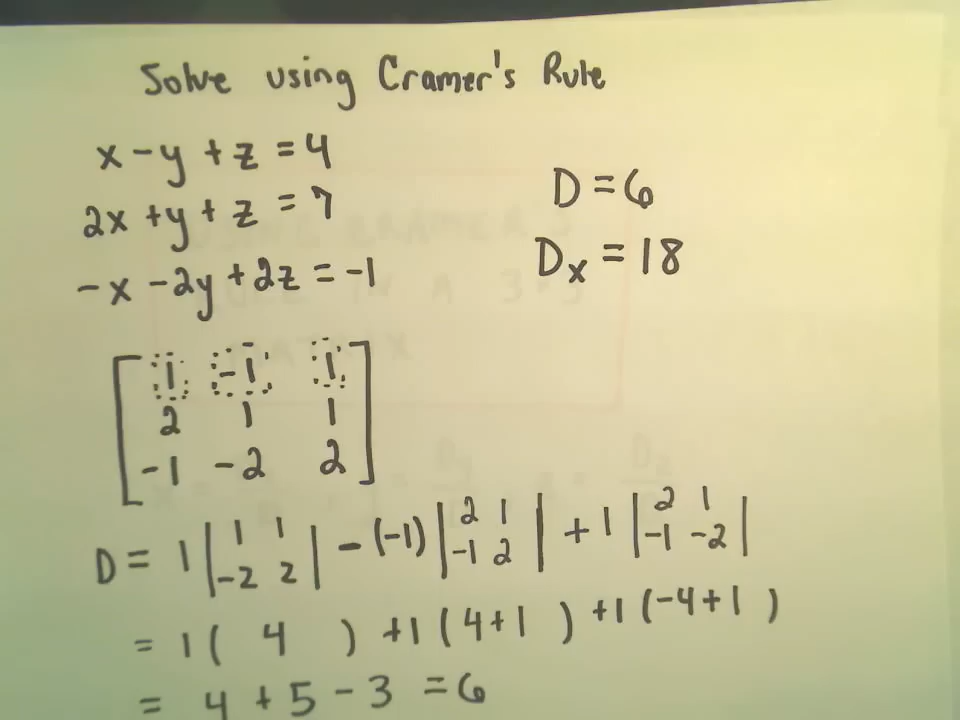 Solve using Cramer's Rule
x - y + z = 4
2x + y + z = 7
-x - 2y + 2z = -1
D = 6
Dx = 18
[ 1 -1 1
2 1 1
-1 -2 2 ]
D = 1 | 1 1 | - (-1) | 2 1 | + 1 | 2 1 |
| -2 2 | | -1 2 | | -1 -2 |
= 1 ( 4 ) + 1 ( 4 + 1 ) + 1 ( -4 + 1 )
= 4 + 5 - 3 = 6